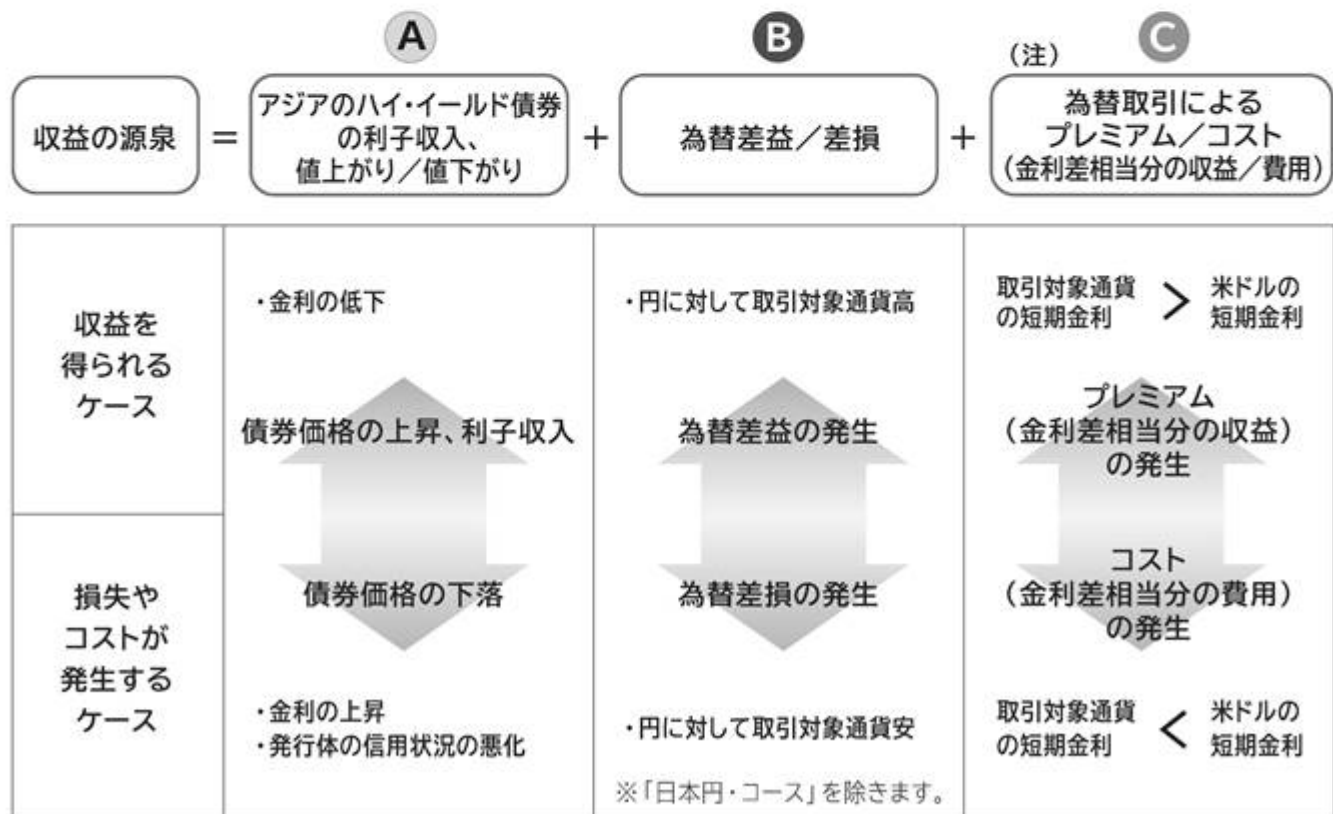 A
B
(注)
C
収益の源泉
=
アジアのハイ・イールド債券
の利子収入、
値上がり/値下がり
+
為替差益/差損
+
為替取引による
プレミアム/コスト
(金利差相当分の収益/費用)
収益を
得られる
ケース
・金利の低下
債券価格の上昇、利子収入
・円に対して取引対象通貨高
為替差益の発生
取引対象通貨
の短期金利
>
米ドルの
短期金利
プレミアム
(金利差相当分の収益)
の発生
損失や
コストが
発生する
ケース
債券価格の下落
・金利の上昇
・発行体の信用状況の悪化
為替差損の発生
・円に対して取引対象通貨安
※「日本円・コース」を除きます。
コスト
(金利差相当分の費用)
の発生
取引対象通貨
の短期金利
<
米ドルの
短期金利